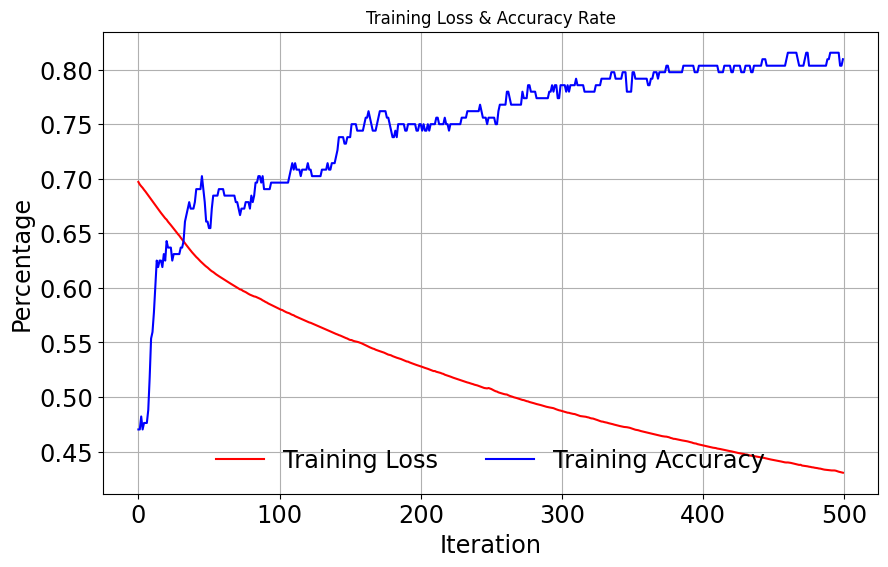 Training Loss & Accuracy Rate
Percentage
0.80
0.75
0.70
0.65
0.60
0.55
0.50
0.45
Training Loss Training Accuracy
0 100 200 300 400 500
Iteration